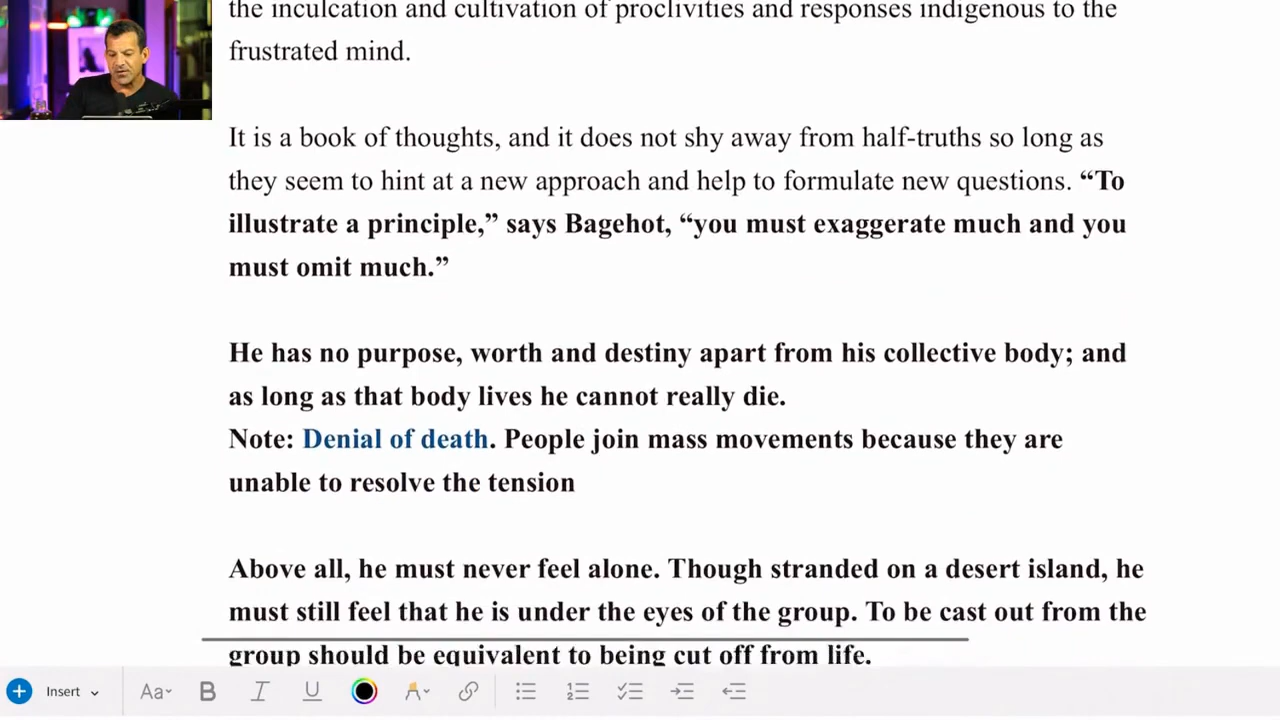 the inculcation and cultivation of proclivities and responses indigenous to the
frustrated mind.
It is a book of thoughts, and it does not shy away from half-truths so long as
they seem to hint at a new approach and help to formulate new questions. “To
illustrate a principle,” says Bagehot, “you must exaggerate much and you
must omit much.”
He has no purpose, worth and destiny apart from his collective body; and
as long as that body lives he cannot really die.
Note: Denial of death. People join mass movements because they are
unable to resolve the tension
Above all, he must never feel alone. Though stranded on a desert island, he
must still feel that he is under the eyes of the group. To be cast out from the
group should be equivalent to being cut off from life.
Insert Aa B I U A